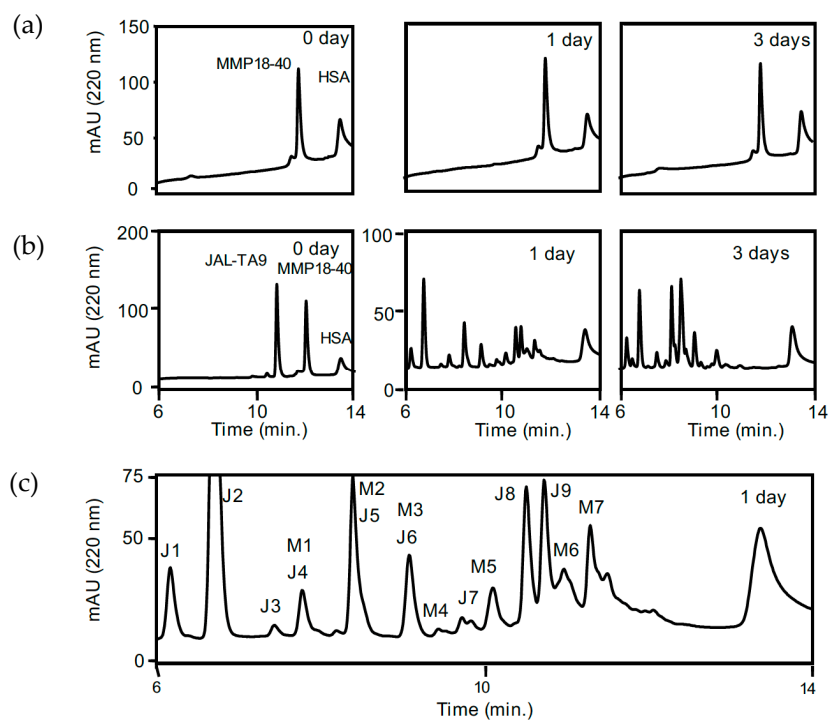 (a)
mAU (220 nm)
150
100
50
0
0 day
MMP18-40
HSA
1 day
3 days
(b)
mAU (220 nm)
200
100
0
0 day
JAL-TA9
MMP18-40
HSA
6
10
14
Time (min.)
100
50
0
1 day
6
10
14
Time (min.)
3 days
6
10
14
Time (min.)
(c)
mAU (220 nm)
75
50
0
J1
J2
J3
M1
J4
M2
J5
M3
J6
M4
J7
M5
J8
J9
M6
M7
1 day
6
10
14
Time (min.)